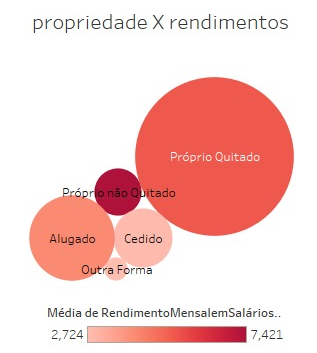 propriedade X rendimentos
Próprio Quitado
Próprio não Quitado
Alugado
Cedido
Outra Forma
Média de RendimentoMensalemSalários..
2,724
7,421